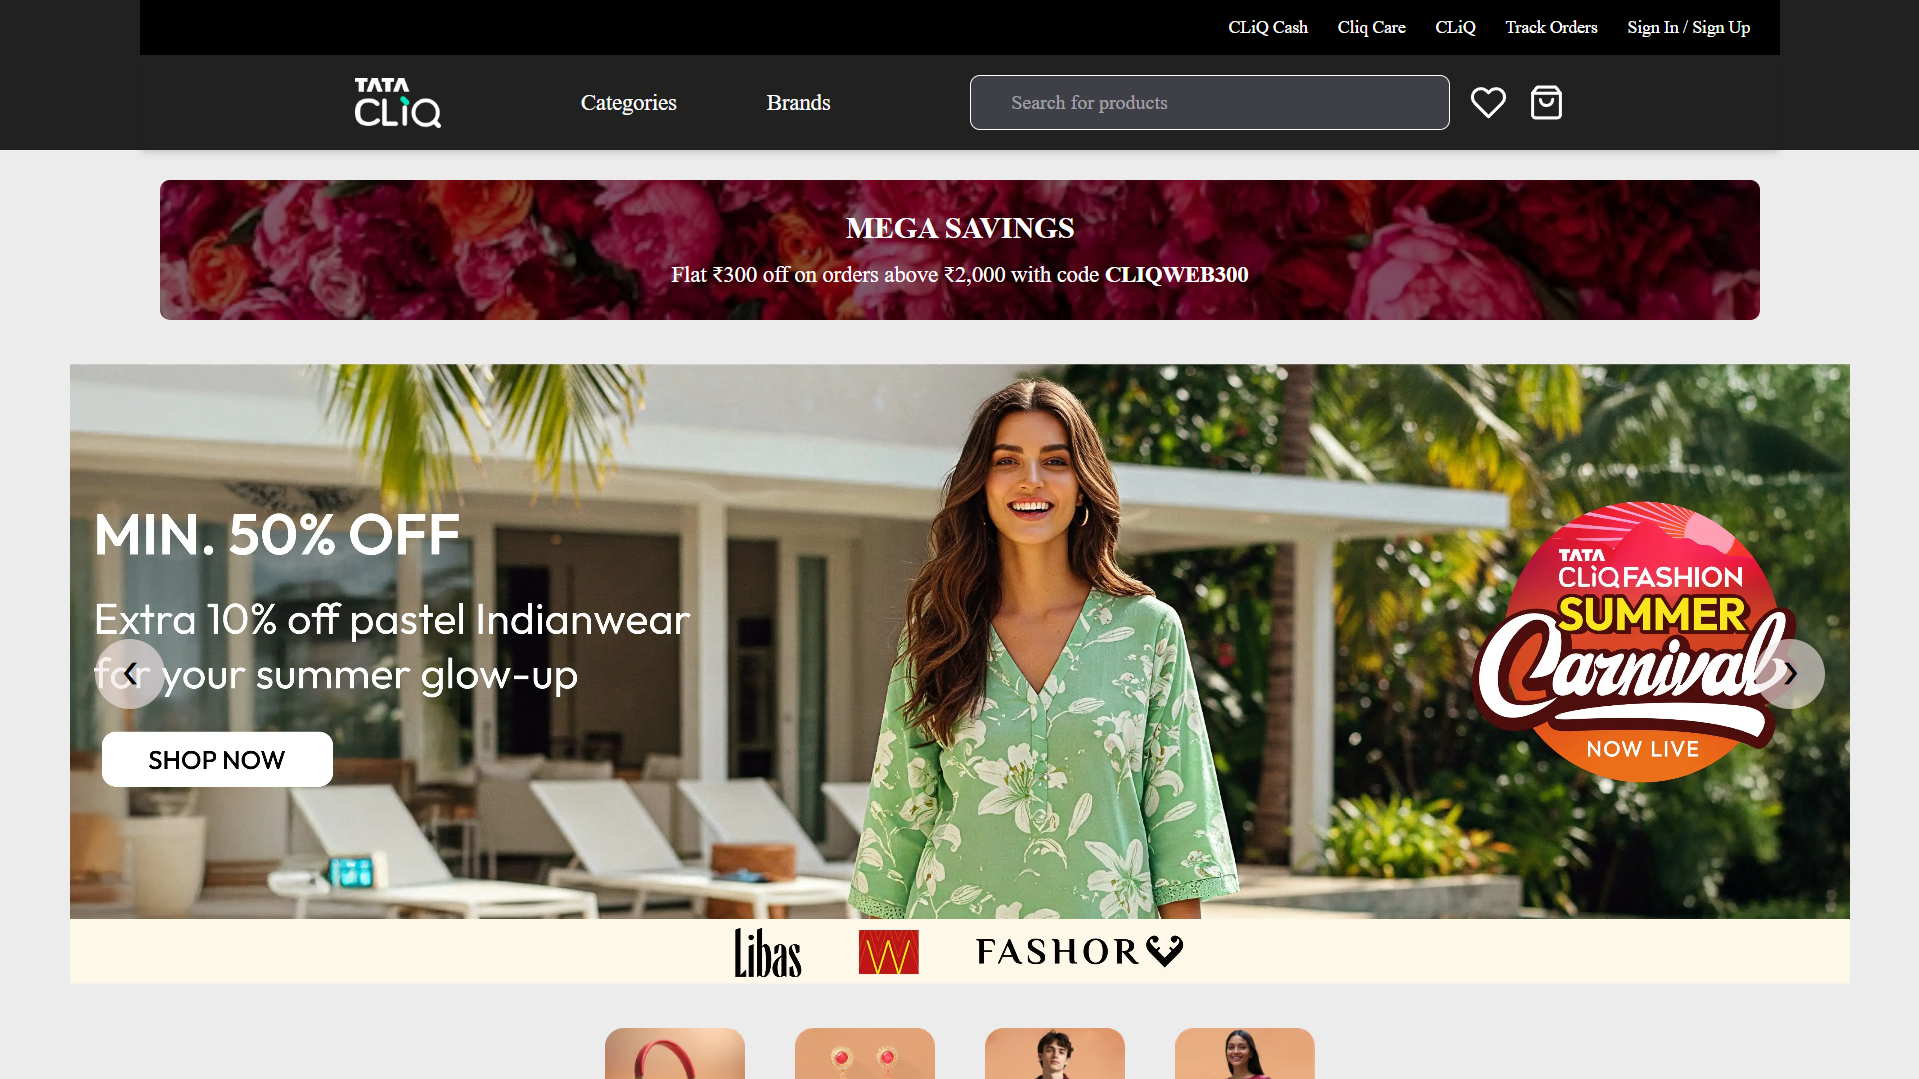 CLiQ Cash
Cliq Care
CLiQ
Track Orders
Sign In / Sign Up
TATA
CLiQ
Categories
Brands
Search for products
MEGA SAVINGS
Flat ₹300 off on orders above ₹2,000 with code CLIQWEB300
MIN. 50% OFF
Extra 10% off pastel Indianwear
for your summer glow-up
SHOP NOW
TATA
CLiQ FASHION
SUMMER
Carnival
NOW LIVE
Libas
W
FASHOR